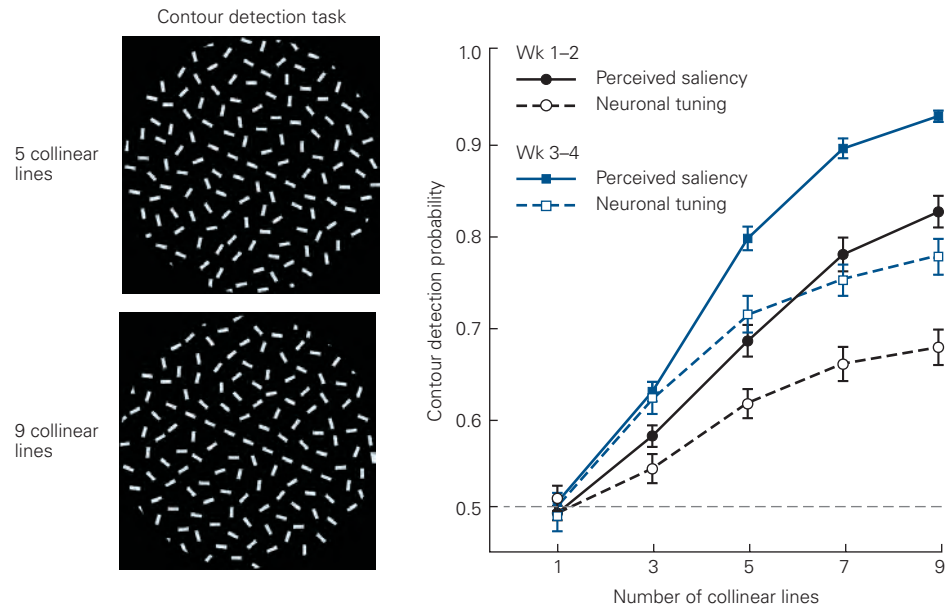 Contour detection task
5 collinear
lines
9 collinear
lines
Contour detection probability
1.0
0.9
0.8
0.7
0.6
0.5
Wk 1–2
Perceived saliency
Neuronal tuning
Wk 3–4
Perceived saliency
Neuronal tuning
1 3 5 7 9
Number of collinear lines